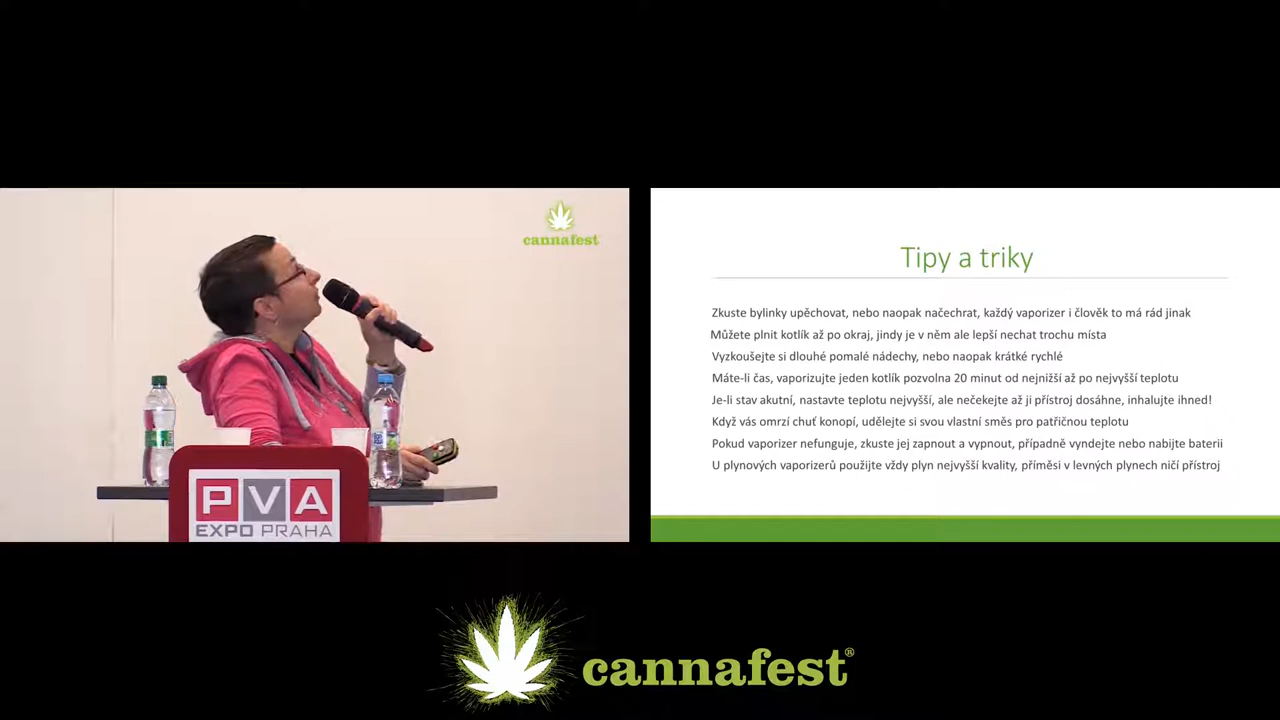 cannafest
PVA
EXPO PRAHA
Tipy a triky
Zkuste bylinky upěchovat, nebo naopak načechrat, každý vaporizer i člověk to má rád jinak
Můžete plnit kotlík až po okraj, jindy je v něm ale lepší nechat trochu místa
Vyzkoušejte si dlouhé pomalé nádechy, nebo naopak krátké rychlé
Máte-li čas, vaporizujte jeden kotlík pozvolna 20 minut od nejnižší až po nejvyšší teplotu
Je-li stav akutní, nastavte teplotu nejvyšší, ale nečekejte až ji přístroj dosáhne, inhalujte ihned!
Když vás omrzí chuť konopí, udělejte si svou vlastní směs pro patřičnou teplotu
Pokud vaporizer nefunguje, zkuste jej zapnout a vypnout, případně vyndejte nebo nabijte baterii
U plynových vaporizerů použijte vždy plyn nejvyšší kvality, příměsi v levných plynech ničí přístroj
cannafest®